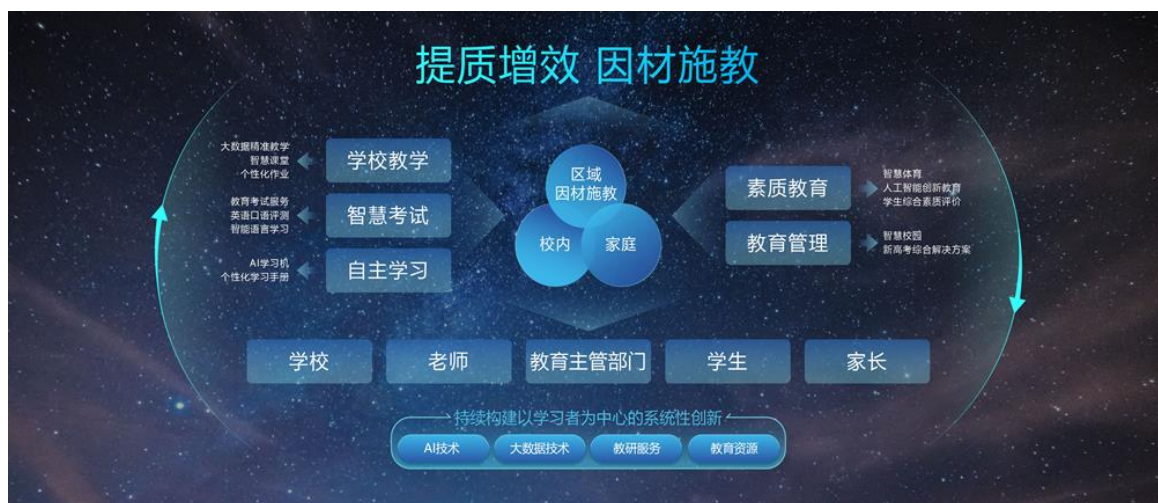 提质增效 因材施教
大数据精准教学
智慧课堂
个性化作业
学校教学
教育考试服务
英语口语评测
智能语言学习
智慧考试
AI学习机
个性化学习手册
自主学习
区域
因材施教
校内
家庭
素质教育
智慧体育
人工智能创新教育
学生综合素质评价
教育管理
智慧校园
新高考综合解决方案
学校
老师
教育主管部门
学生
家长
持续构建以学习者为中心的系统性创新
AI技术
大数据技术
教研服务
教育资源